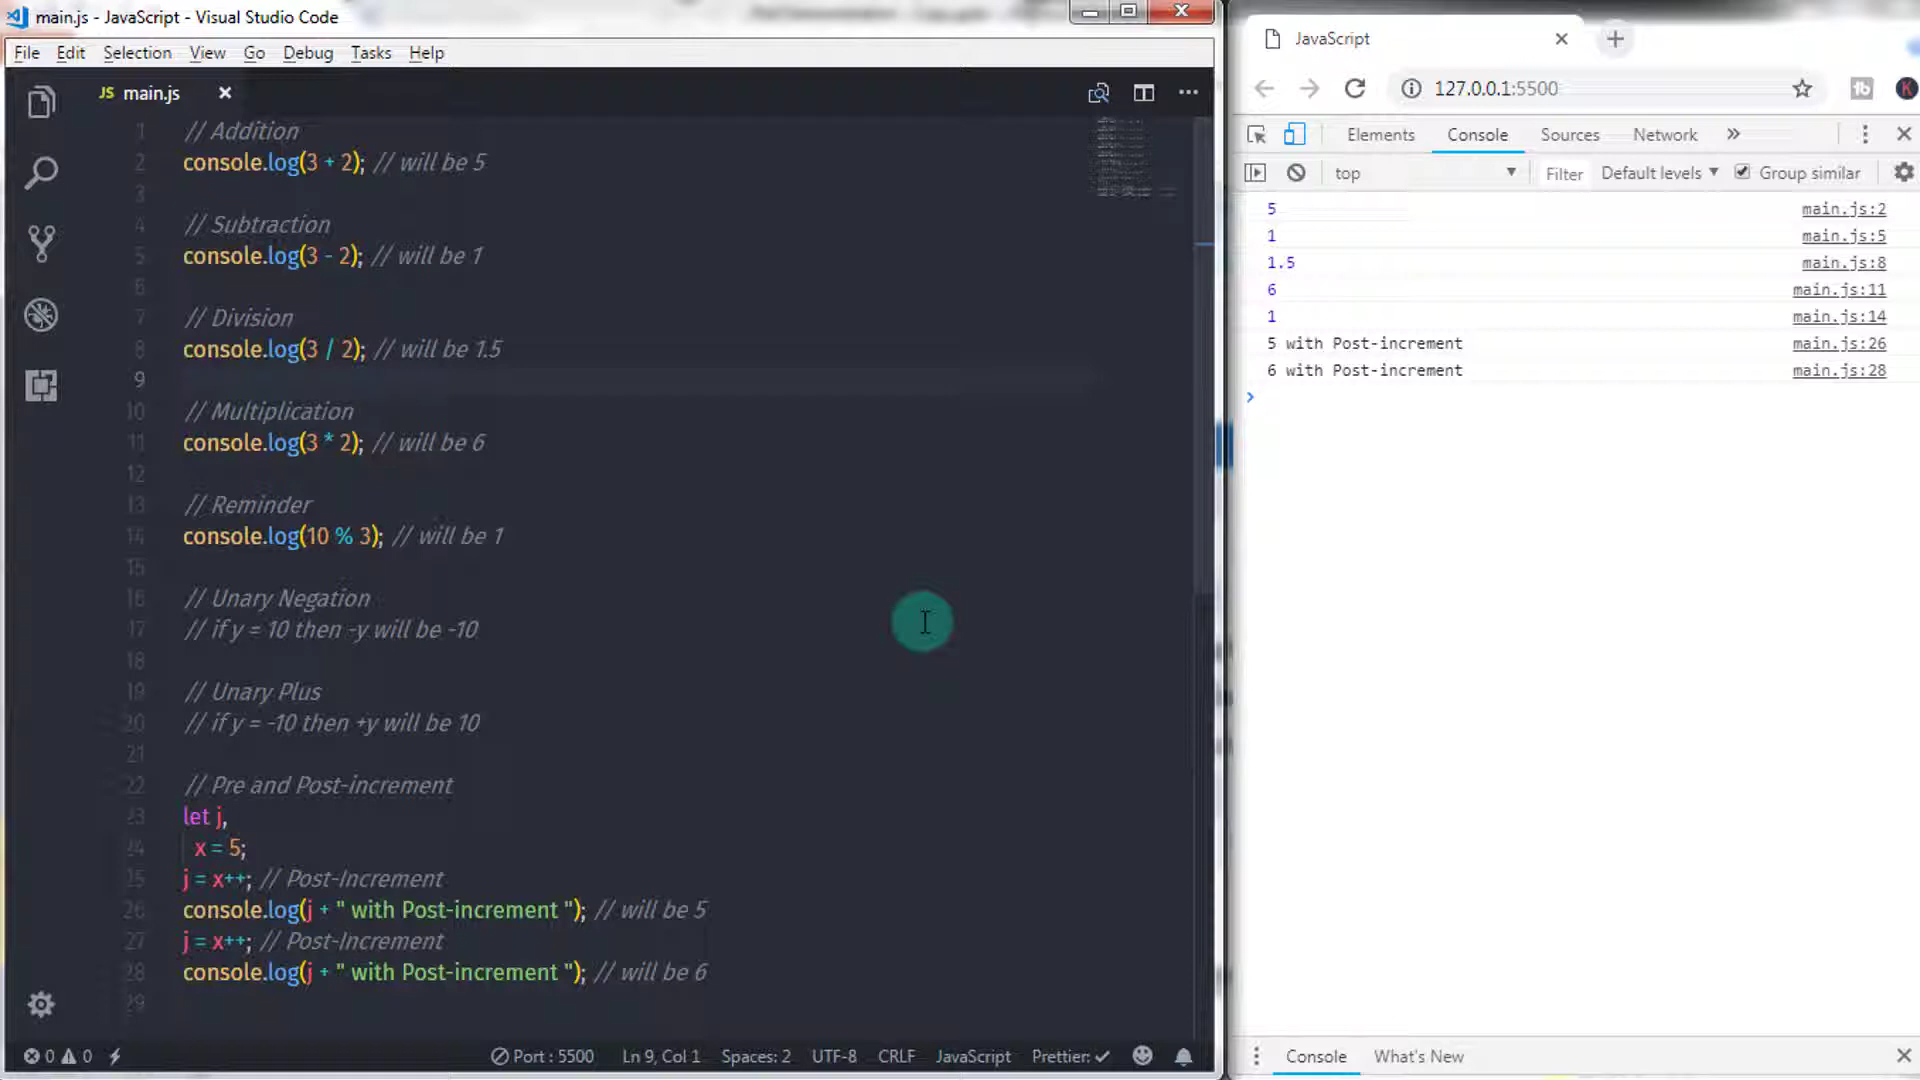 main.js - JavaScript - Visual Studio Code
File Edit Selection View Go Debug Tasks Help
JS main.js
1 // Addition
2 console.log(3 + 2); // will be 5
3
4 // Subtraction
5 console.log(3 - 2); // will be 1
6
7 // Division
8 console.log(3 / 2); // will be 1.5
9
10 // Multiplication
11 console.log(3 * 2); // will be 6
12
13 // Reminder
14 console.log(10 % 3); // will be 1
15
16 // Unary Negation
17 // if y = 10 then -y will be -10
18
19 // Unary Plus
20 // if y = -10 then +y will be 10
21
22 // Pre and Post-increment
23 let j,
24 x = 5;
25 j = x++; // Post-Increment
26 console.log(j + " with Post-increment "); // will be 5
27 j = x++; // Post-Increment
28 console.log(j + " with Post-increment "); // will be 6
29
0 0 Port : 5500 Ln 9, Col 1 Spaces: 2 UTF-8 CRLF JavaScript Prettier: ✓
JavaScript
127.0.0.1:5500
Elements Console Sources Network »
top Filter Default levels Group similar
5 main.js:2
1 main.js:5
1.5 main.js:8
6 main.js:11
1 main.js:14
5 with Post-increment main.js:26
6 with Post-increment main.js:28
Console What's New